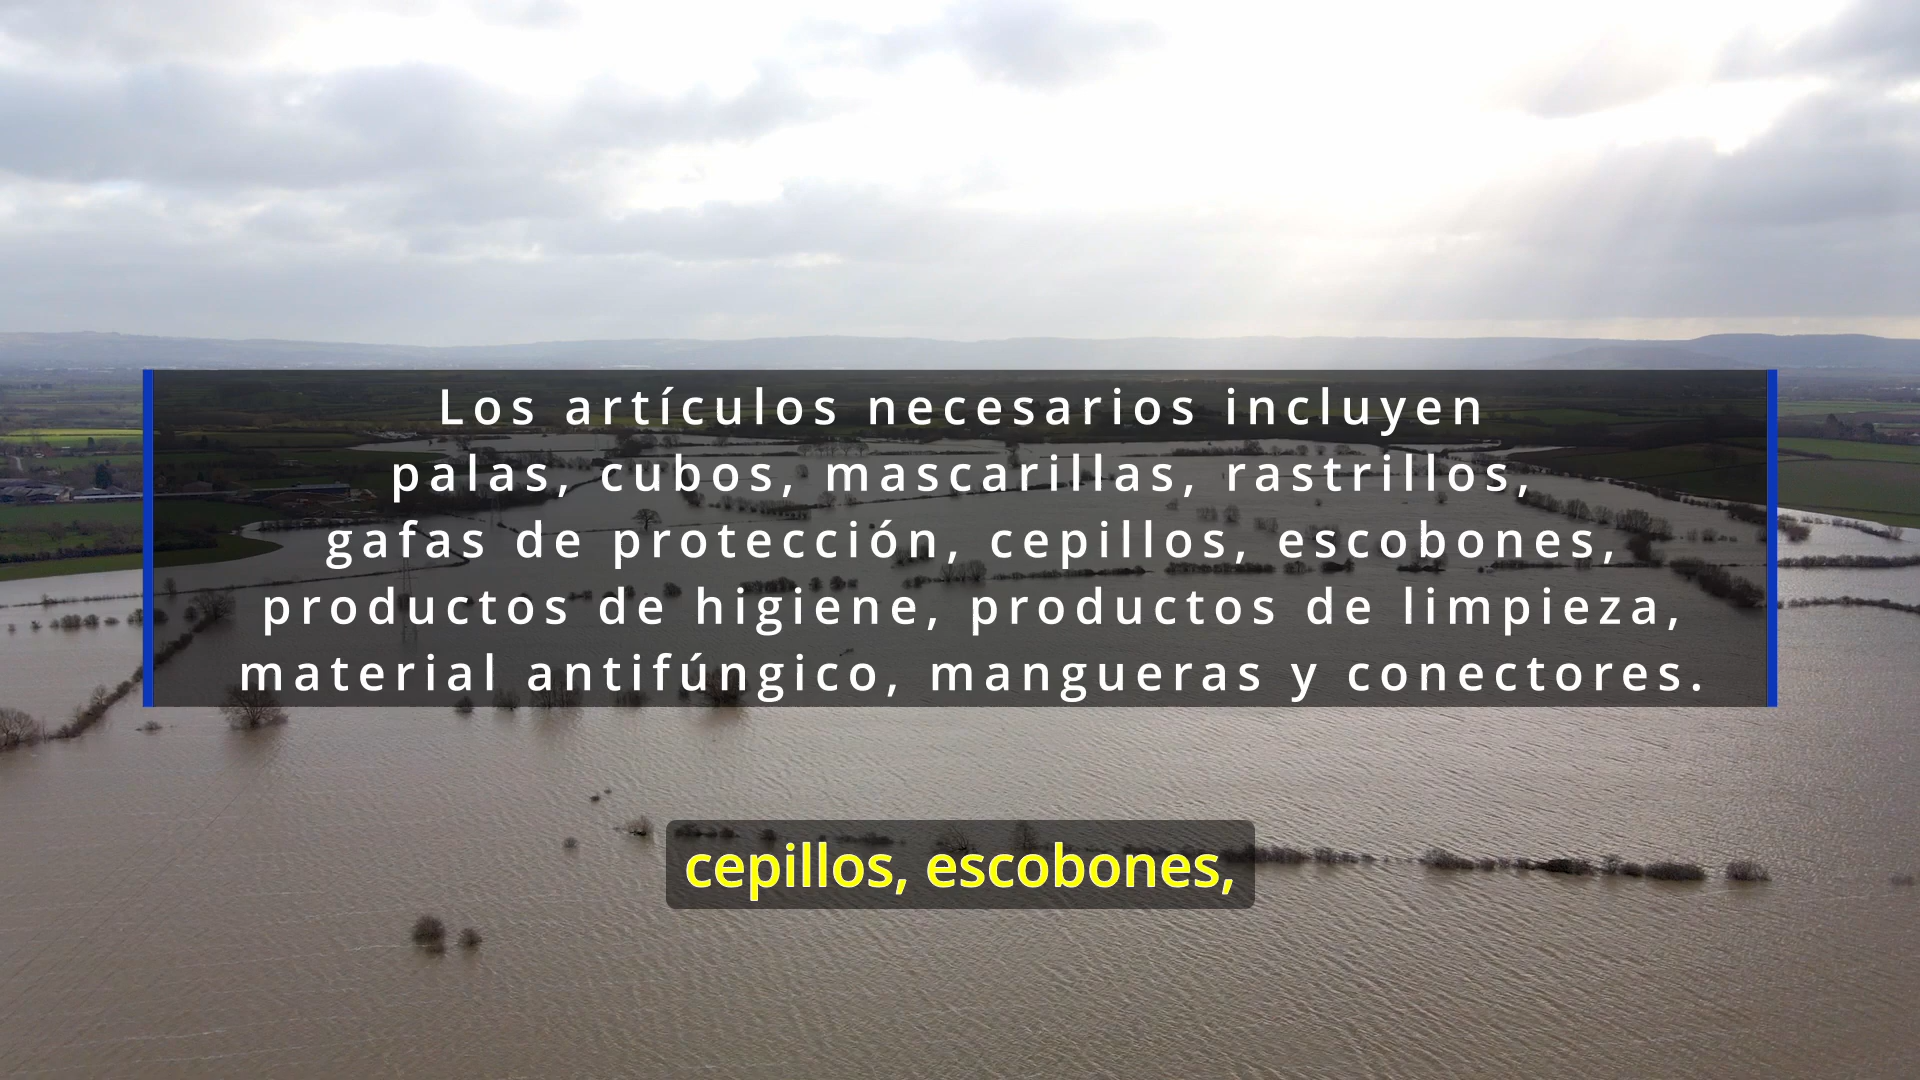 Los artículos necesarios incluyen
palas, cubos, mascarillas, rastrillos,
gafas de protección, cepillos, escobones,
productos de higiene, productos de limpieza,
material antifúngico, mangueras y conectores.
cepillos, escobones,